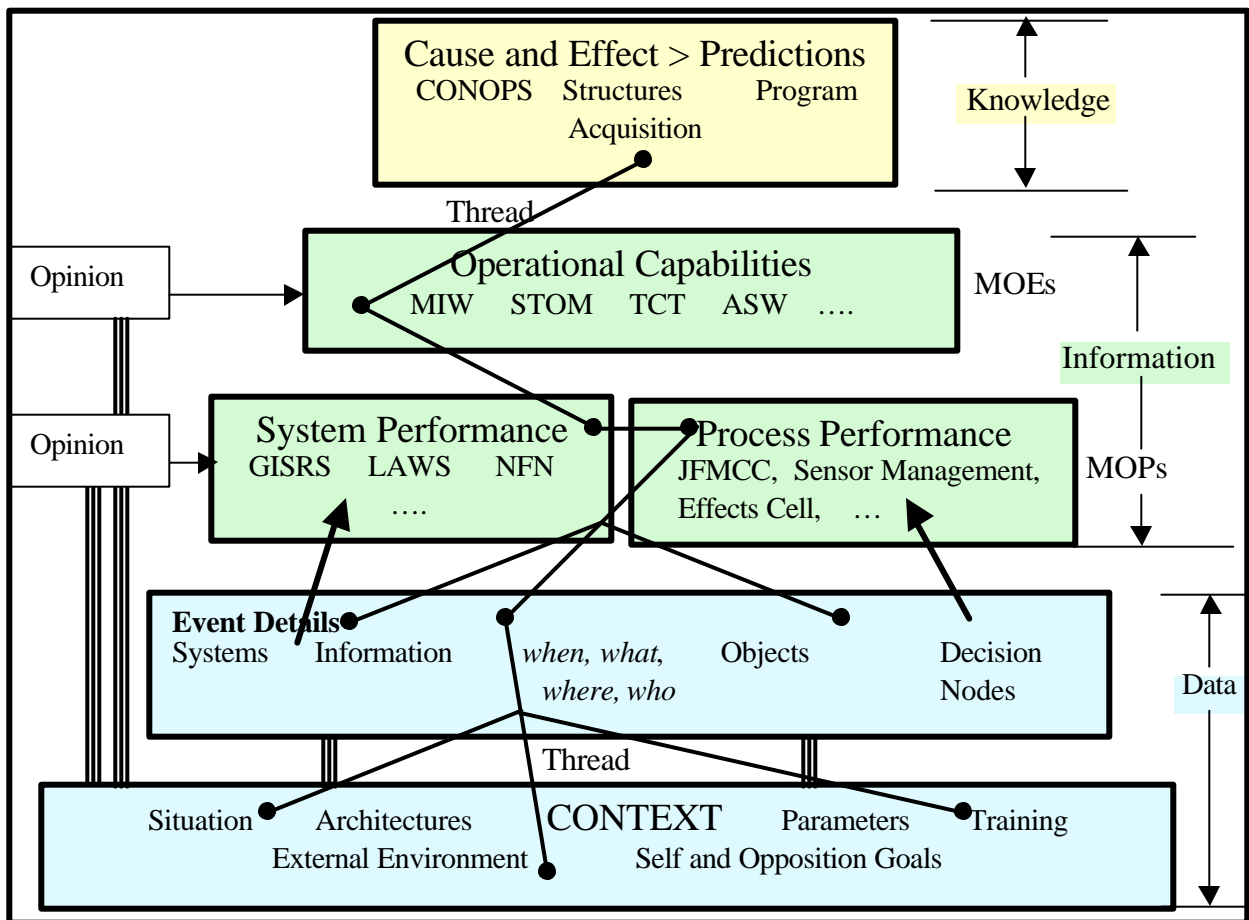 Cause and Effect > Predictions
CONOPS Structures Program
Acquisition
Knowledge
Thread
Opinion
Operational Capabilities
MIW STOM TCT ASW ….
MOEs
Information
Opinion
System Performance
GISRS LAWS NFN
….
Process Performance
JFMCC, Sensor Management,
Effects Cell, …
MOPs
Event Details
Systems Information when, what, Objects Decision
where, who Nodes
Data
Thread
Situation Architectures CONTEXT Parameters Training
External Environment Self and Opposition Goals